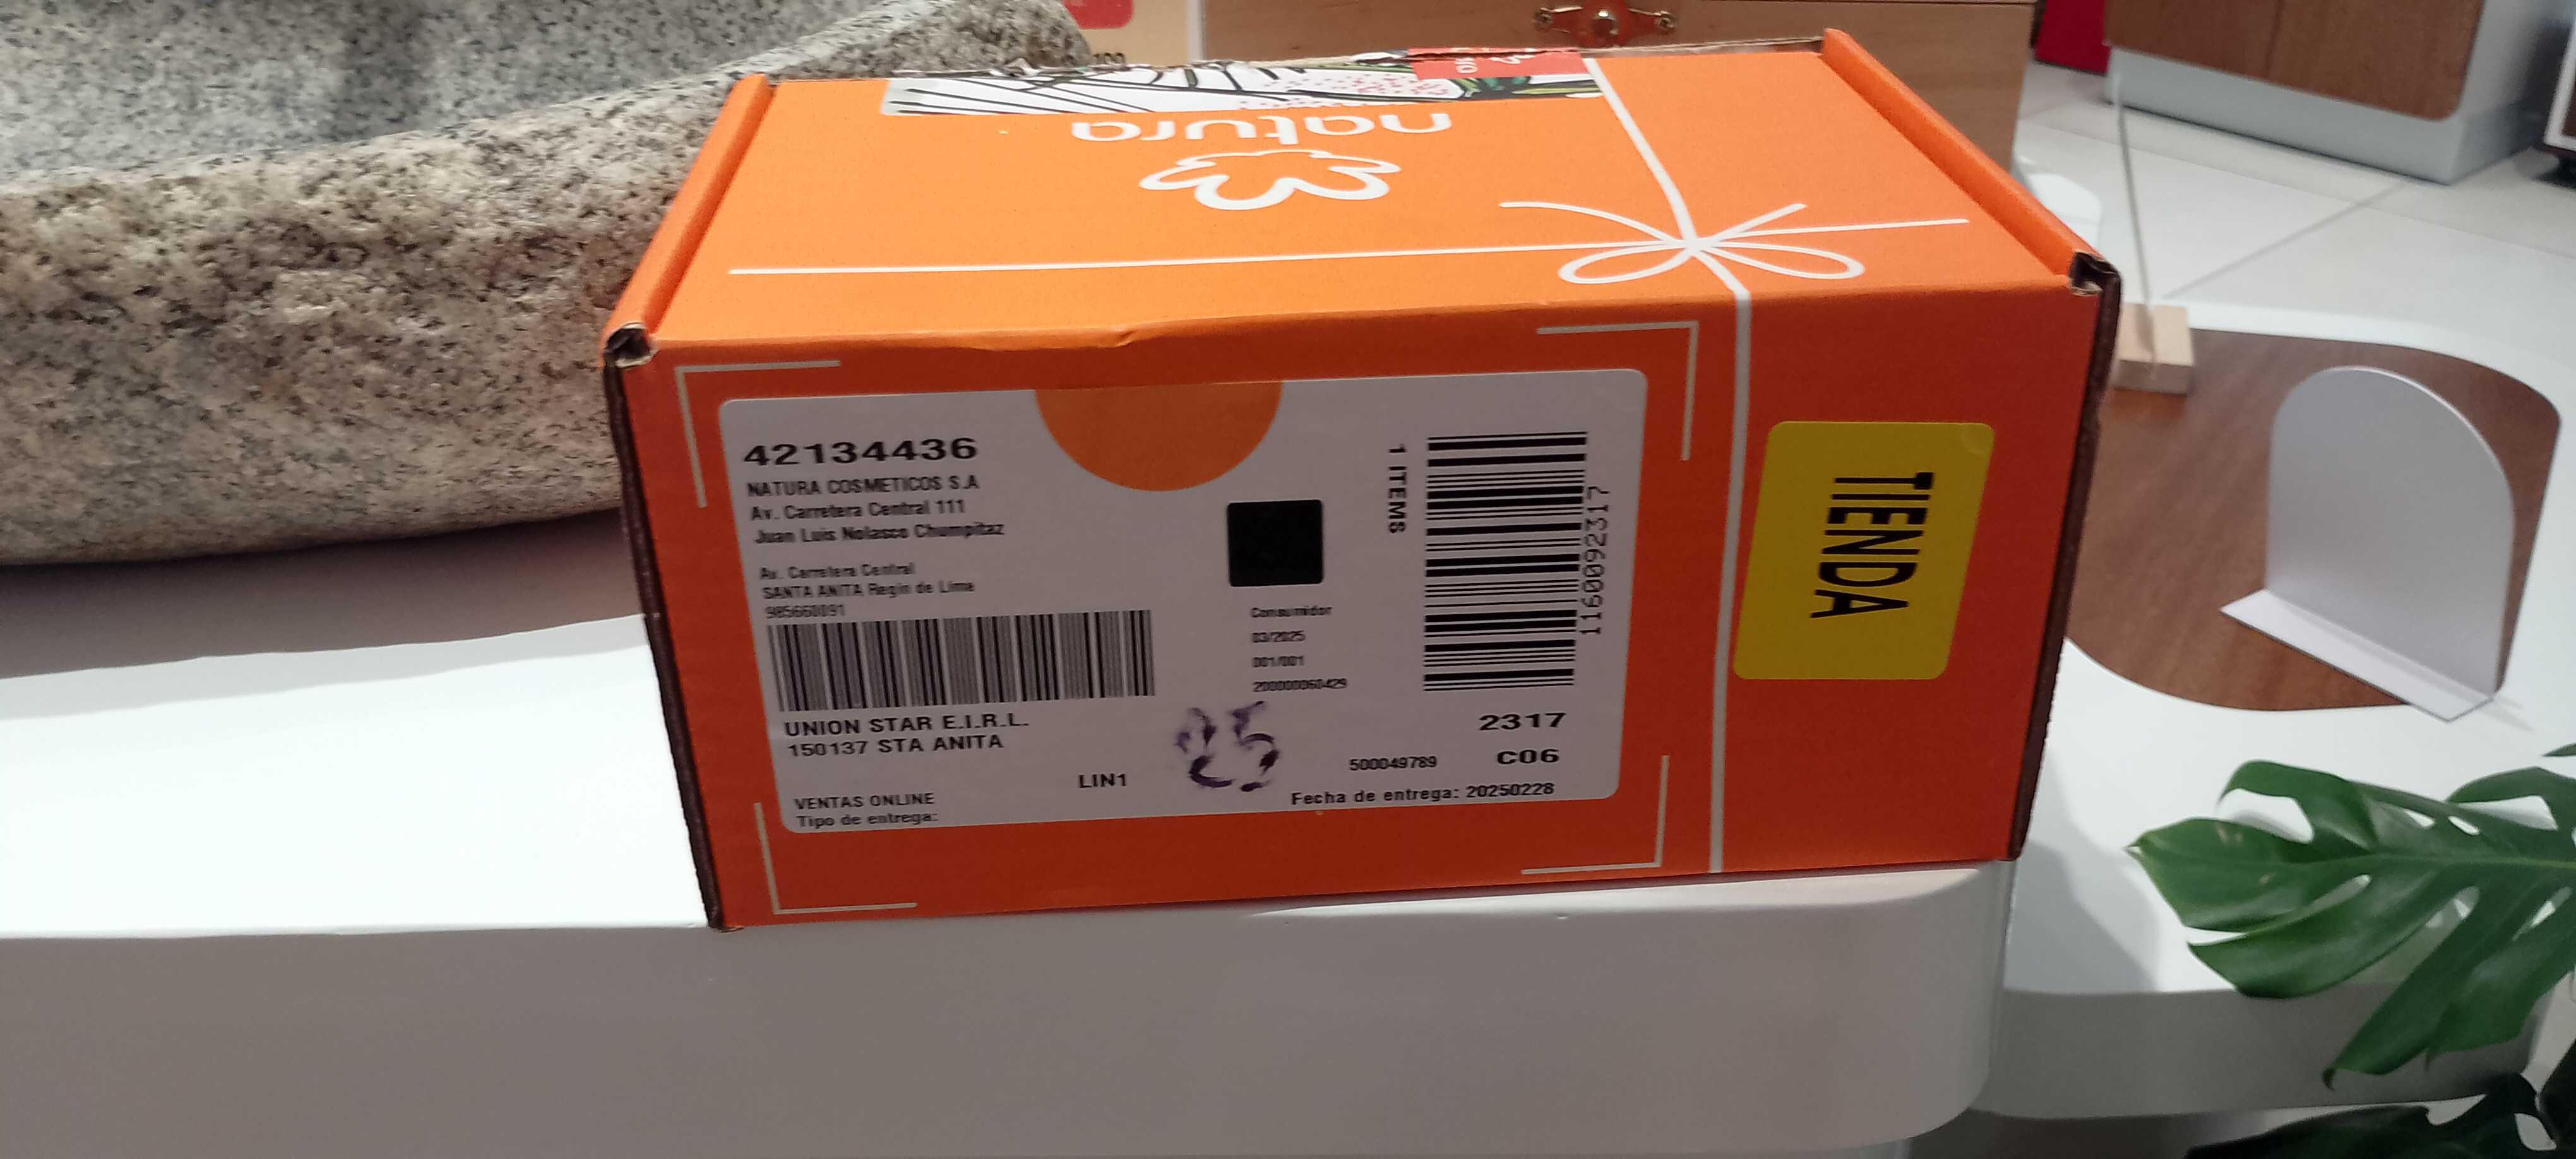 natura
42134436
NATURA COSMETICOS S.A
Av. Carretera Central 111
Juan Luis Nolasco Chumpitaz
Av. Carretera Central
SANTA ANITA Regin de Lima
985660091
UNION STAR E.I.R.L.
150137 STA ANITA
LIN1
VENTAS ONLINE
Tipo de entrega:
Consumidor
03/2025
001/001
200000060429
25
1 ITEMS
1160092317
2317
500049789 C06
Fecha de entrega: 20250228
TIENDA